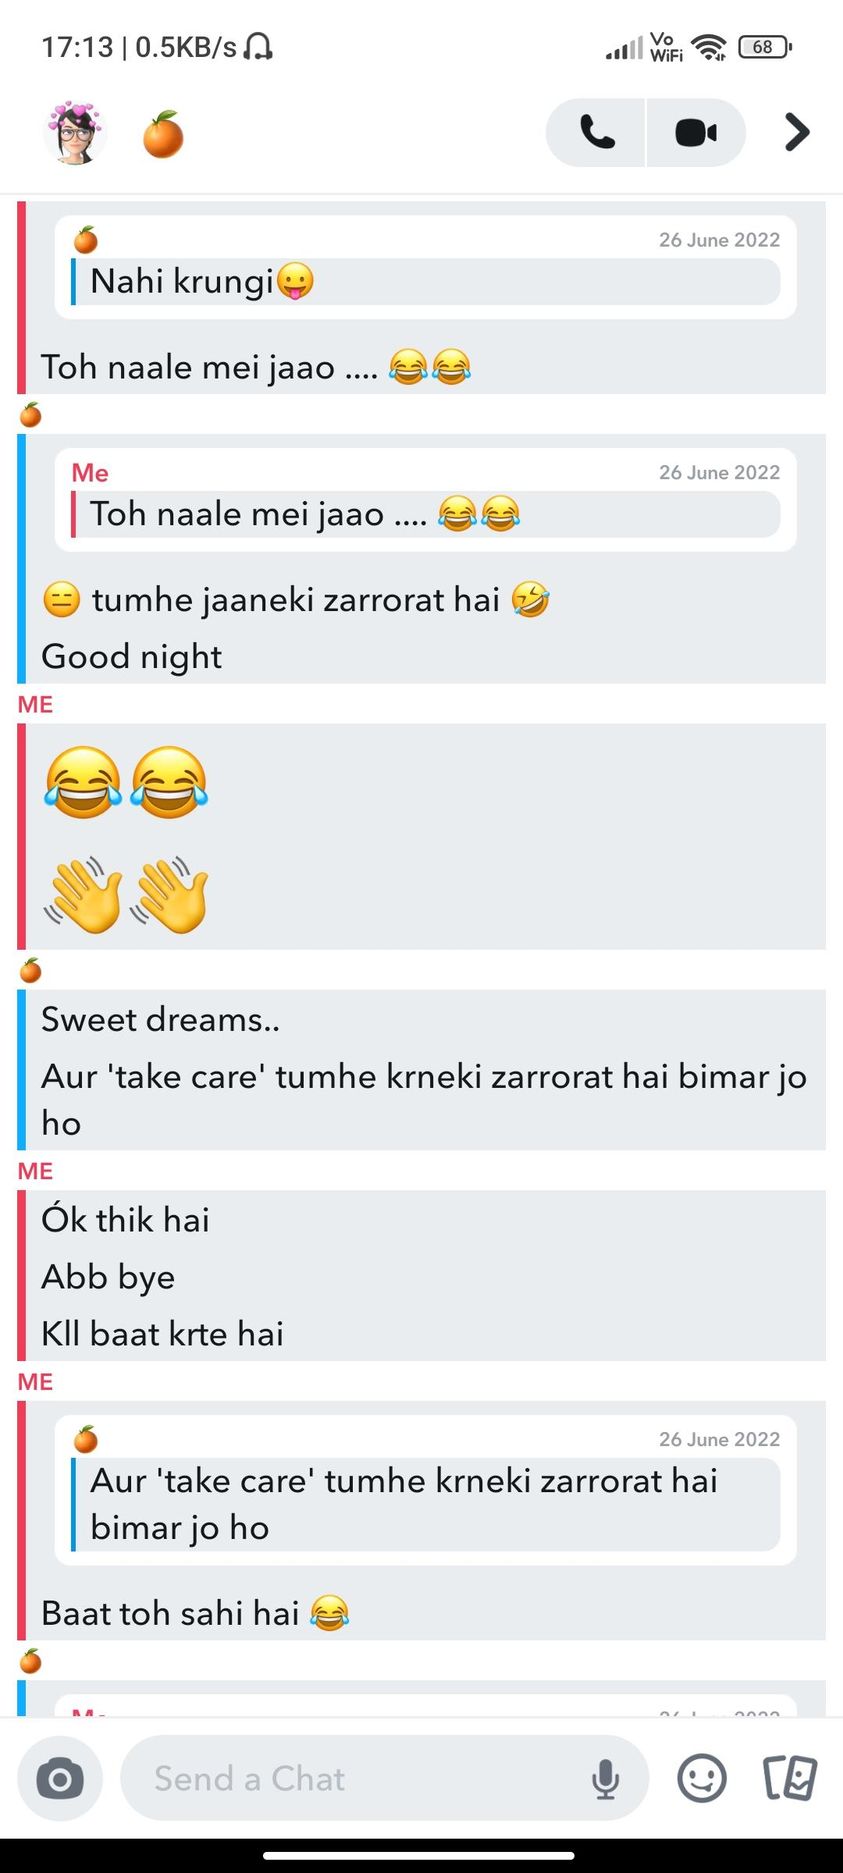 17:13 | 0.5KB/s
Vo
WiFi
68
🍊
🍊 26 June 2022
Nahi krungi😛
Toh naale mei jaao .... 😂😂
🍊
Me 26 June 2022
Toh naale mei jaao .... 😂😂
😑 tumhe jaaneki zarrorat hai 🤣
Good night
ME
😂😂
👋👋
🍊
Sweet dreams..
Aur 'take care' tumhe krneki zarrorat hai bimar jo
ho
ME
Ók thik hai
Abb bye
Kll baat krte hai
ME
🍊 26 June 2022
Aur 'take care' tumhe krneki zarrorat hai
bimar jo ho
Baat toh sahi hai 😂
🍊
Send a Chat